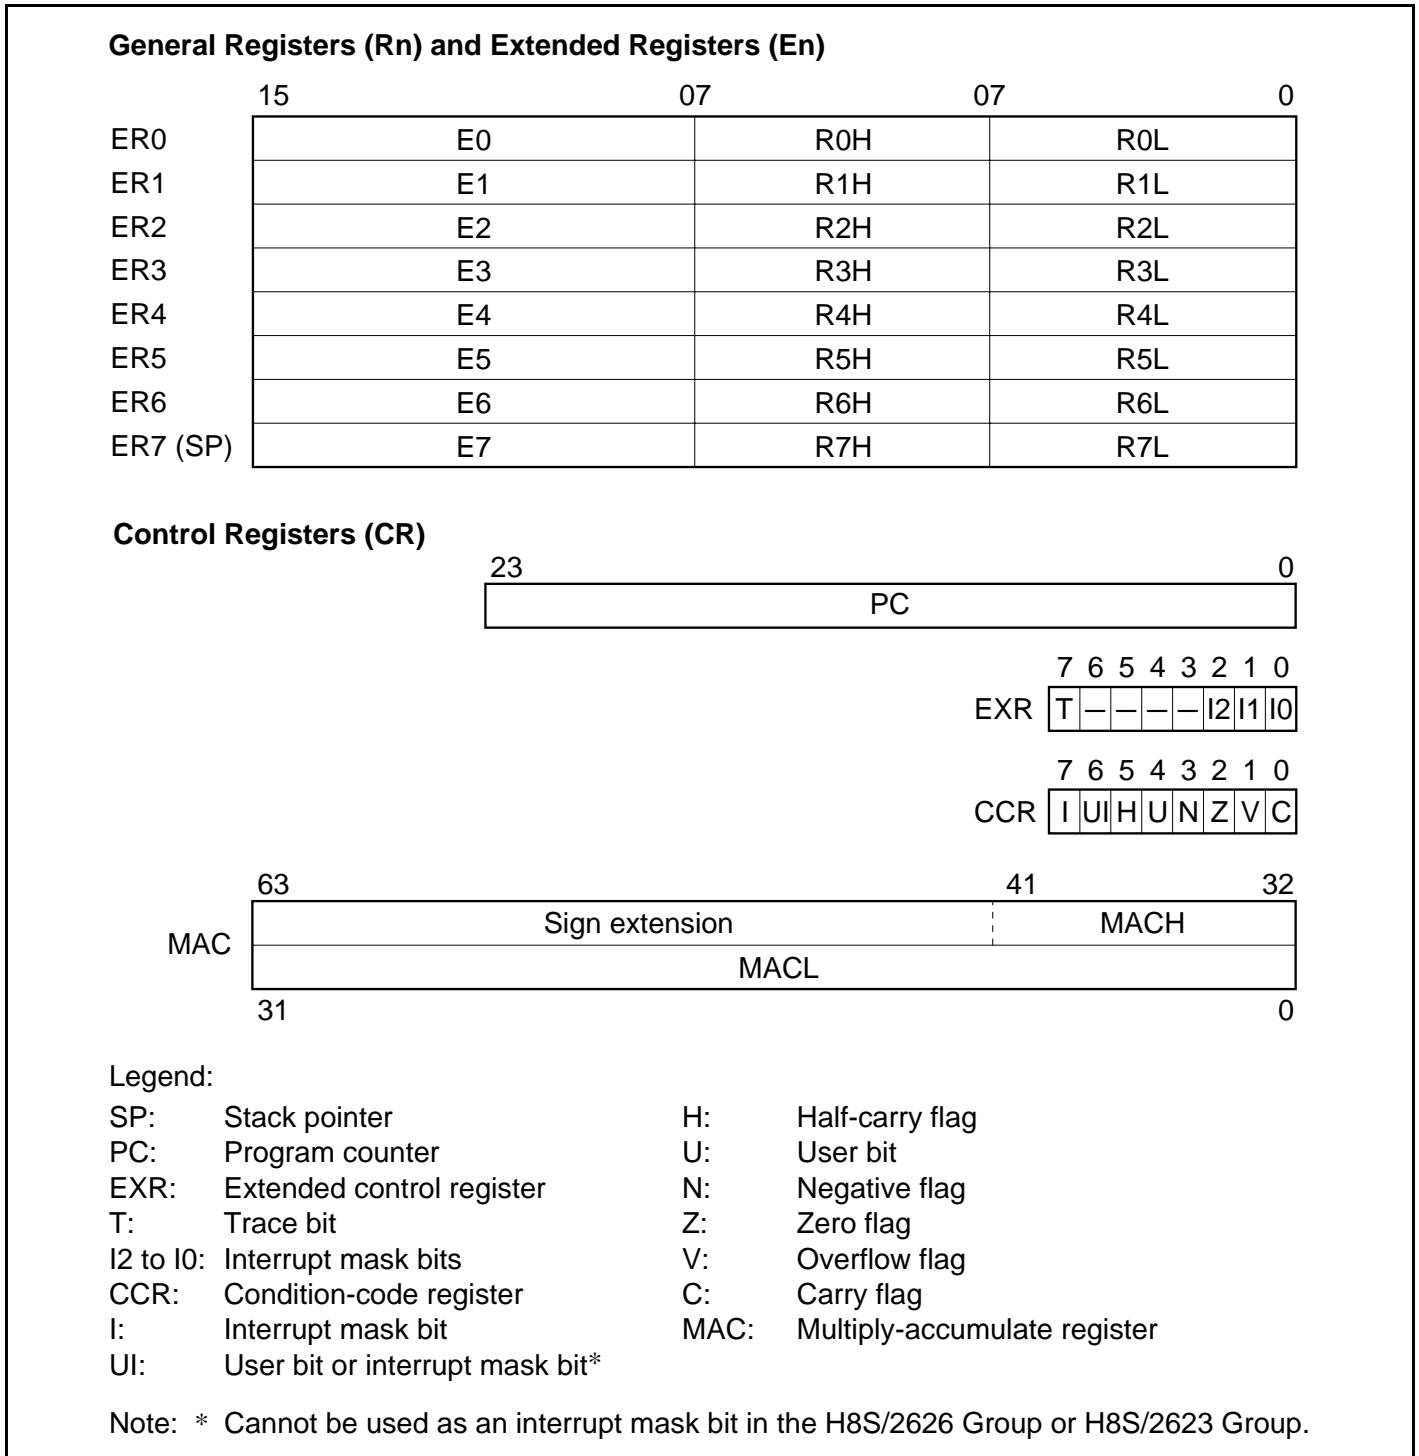 General Registers (Rn) and Extended Registers (En)
15 07 07 0
ER0 E0 R0H R0L
ER1 E1 R1H R1L
ER2 E2 R2H R2L
ER3 E3 R3H R3L
ER4 E4 R4H R4L
ER5 E5 R5H R5L
ER6 E6 R6H R6L
ER7 (SP) E7 R7H R7L
Control Registers (CR)
23 0
PC
7 6 5 4 3 2 1 0
EXR T — — — — I2 I1 I0
7 6 5 4 3 2 1 0
CCR I UI H U N Z V C
63 41 32
Sign extension MACH
MAC
MACL
31 0
Legend:
SP: Stack pointer H: Half-carry flag
PC: Program counter U: User bit
EXR: Extended control register N: Negative flag
T: Trace bit Z: Zero flag
I2 to I0: Interrupt mask bits V: Overflow flag
CCR: Condition-code register C: Carry flag
I: Interrupt mask bit MAC: Multiply-accumulate register
UI: User bit or interrupt mask bit*
Note: * Cannot be used as an interrupt mask bit in the H8S/2626 Group or H8S/2623 Group.